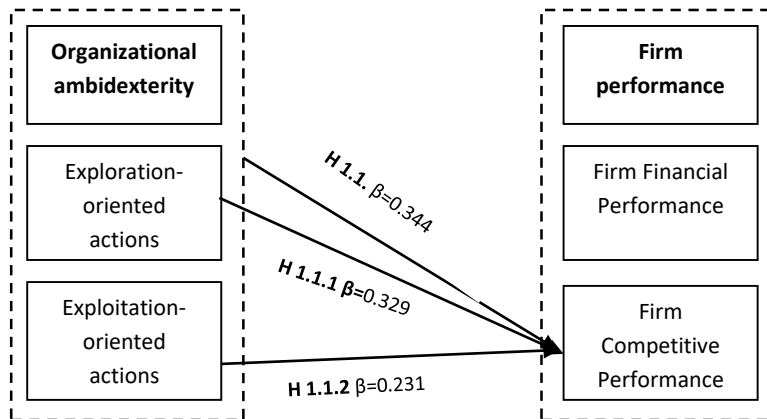 Organizational
ambidexterity
Exploration-
oriented
actions
Exploitation-
oriented
actions
H 1.1. β=0.344
H 1.1.1 β=0.329
H 1.1.2 β=0.231
Firm
performance
Firm Financial
Performance
Firm
Competitive
Performance